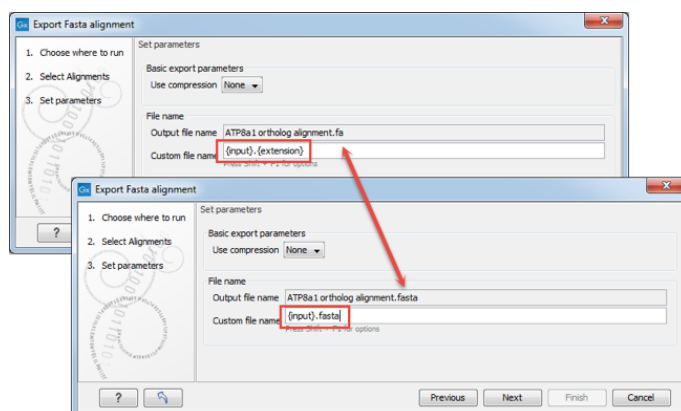 Gx Export Fasta alignment
1. Choose where to run
2. Select Alignments
3. Set parameters
Set parameters
Basic export parameters
Use compression None
File name
Output file name ATP8a1 ortholog alignment.fa
Custom file name {input}.{extension}
Press Shift + F1 for options
?
Gx Export Fasta alignment
1. Choose where to run
2. Select Alignments
3. Set parameters
Set parameters
Basic export parameters
Use compression None
File name
Output file name ATP8a1 ortholog alignment.fasta
Custom file name {input}.fasta
Press Shift + F1 for options
? Previous Next Finish Cancel